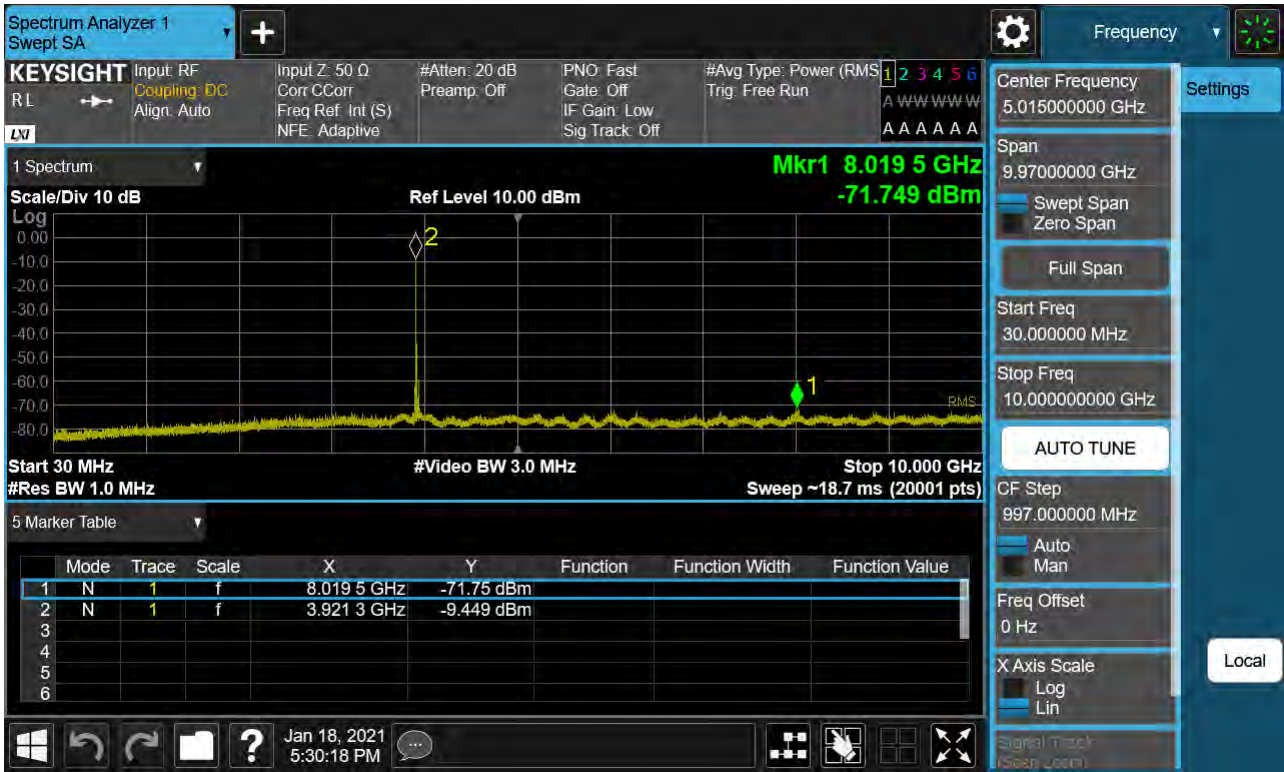 Spectrum Analyzer 1
Swept SA
Frequency
KEYSIGHT
RL
LXI
Input: RF
Coupling: DC
Align: Auto
Input Z: 50 Ω
Corr CCorr
Freq Ref: Int (S)
NFE: Adaptive
#Atten: 20 dB
Preamp: Off
PNO: Fast
Gate: Off
IF Gain: Low
Sig Track: Off
#Avg Type: Power (RMS
Trig: Free Run
1 2 3 4 5 6
A W W W W W
A A A A A A
1 Spectrum
Mkr1 8.019 5 GHz
Scale/Div 10 dB
Ref Level 10.00 dBm
-71.749 dBm
Log
0.00
-10.0
-20.0
-30.0
-40.0
-50.0
-60.0
-70.0
-80.0
2
1
RMS
Start 30 MHz
#Video BW 3.0 MHz
Stop 10.000 GHz
#Res BW 1.0 MHz
Sweep ~18.7 ms (20001 pts)
5 Marker Table
Mode Trace Scale X Y Function Function Width Function Value
1 N 1 f 8.019 5 GHz -71.75 dBm
2 N 1 f 3.921 3 GHz -9.449 dBm
3
4
5
6
Jan 18, 2021
5:30:18 PM
Center Frequency
5.015000000 GHz
Settings
Span
9.97000000 GHz
Swept Span
Zero Span
Full Span
Start Freq
30.000000 MHz
Stop Freq
10.000000000 GHz
AUTO TUNE
CF Step
997.000000 MHz
Auto
Man
Freq Offset
0 Hz
X Axis Scale
Log
Lin
Local
Signal Track
(Span Zoom)